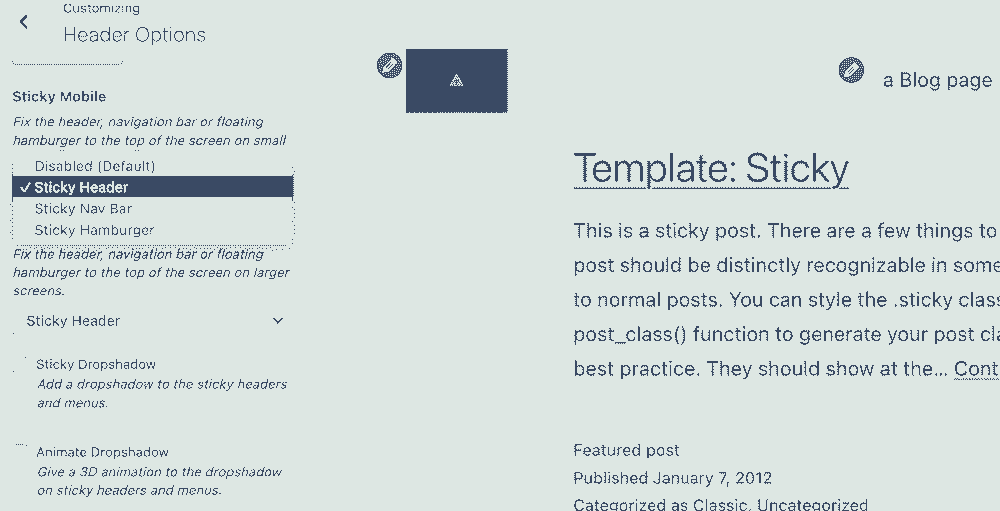 Customizing
Header Options
Sticky Mobile
Fix the header, navigation bar or floating
hamburger to the top of the screen on small
Disabled (Default)
✓ Sticky Header
Sticky Nav Bar
Sticky Hamburger
Fix the header, navigation bar or floating
hamburger to the top of the screen on larger
screens.
Sticky Header
Sticky Dropshadow
Add a dropshadow to the sticky headers
and menus.
Animate Dropshadow
Give a 3D animation to the dropshadow
on sticky headers and menus.
a Blog page
Template: Sticky
This is a sticky post. There are a few things to
post should be distinctly recognizable in some
to normal posts. You can style the .sticky class
post_class() function to generate your post cla
best practice. They should show at the... Cont
Featured post
Published January 7, 2012
Categorized as Classic, Uncategorized